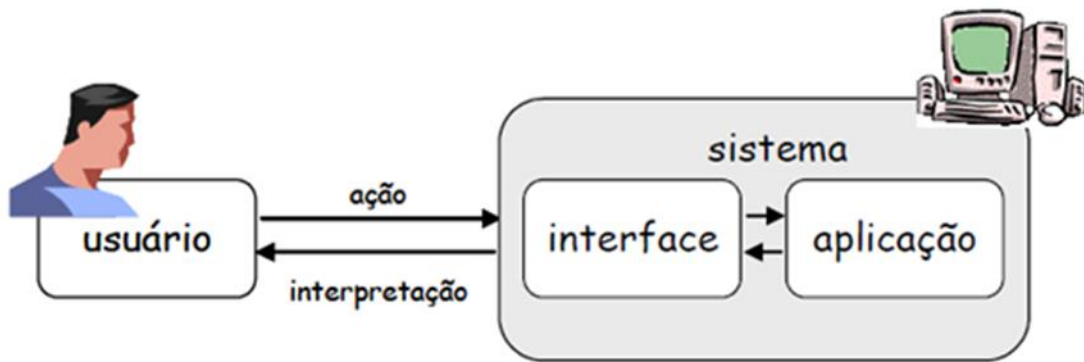 sistema
ação
usuário
interface
aplicação
interpretação